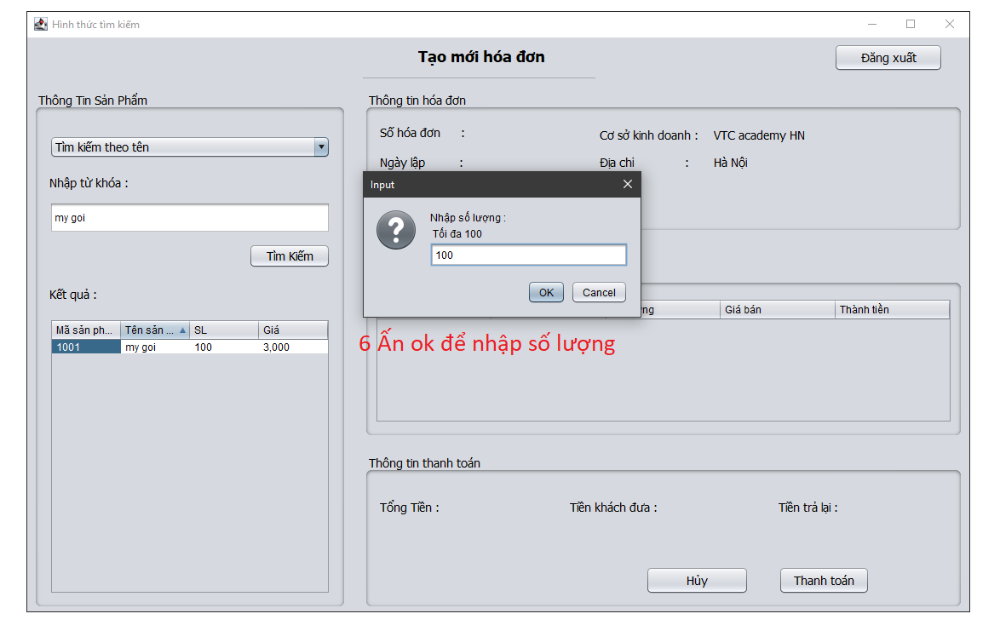 Hình thức tìm kiếm
Tạo mới hóa đơn
Đăng xuất
Thông Tin Sản Phẩm
Tìm kiếm theo tên
Nhập từ khóa :
my goi
Tìm Kiếm
Kết quả :
Mã sản ph... Tên sản ... SL Giá
1001 my goi 100 3,000
Thông tin hóa đơn
Số hóa đơn : Cơ sở kinh doanh : VTC academy HN
Ngày lập : Địa chỉ : Hà Nội
Input
Nhập số lượng :
Tối đa 100
100
OK Cancel
ng Giá bán Thành tiền
6 Ấn ok để nhập số lượng
Thông tin thanh toán
Tổng Tiền : Tiền khách đưa : Tiền trả lại :
Hủy Thanh toán